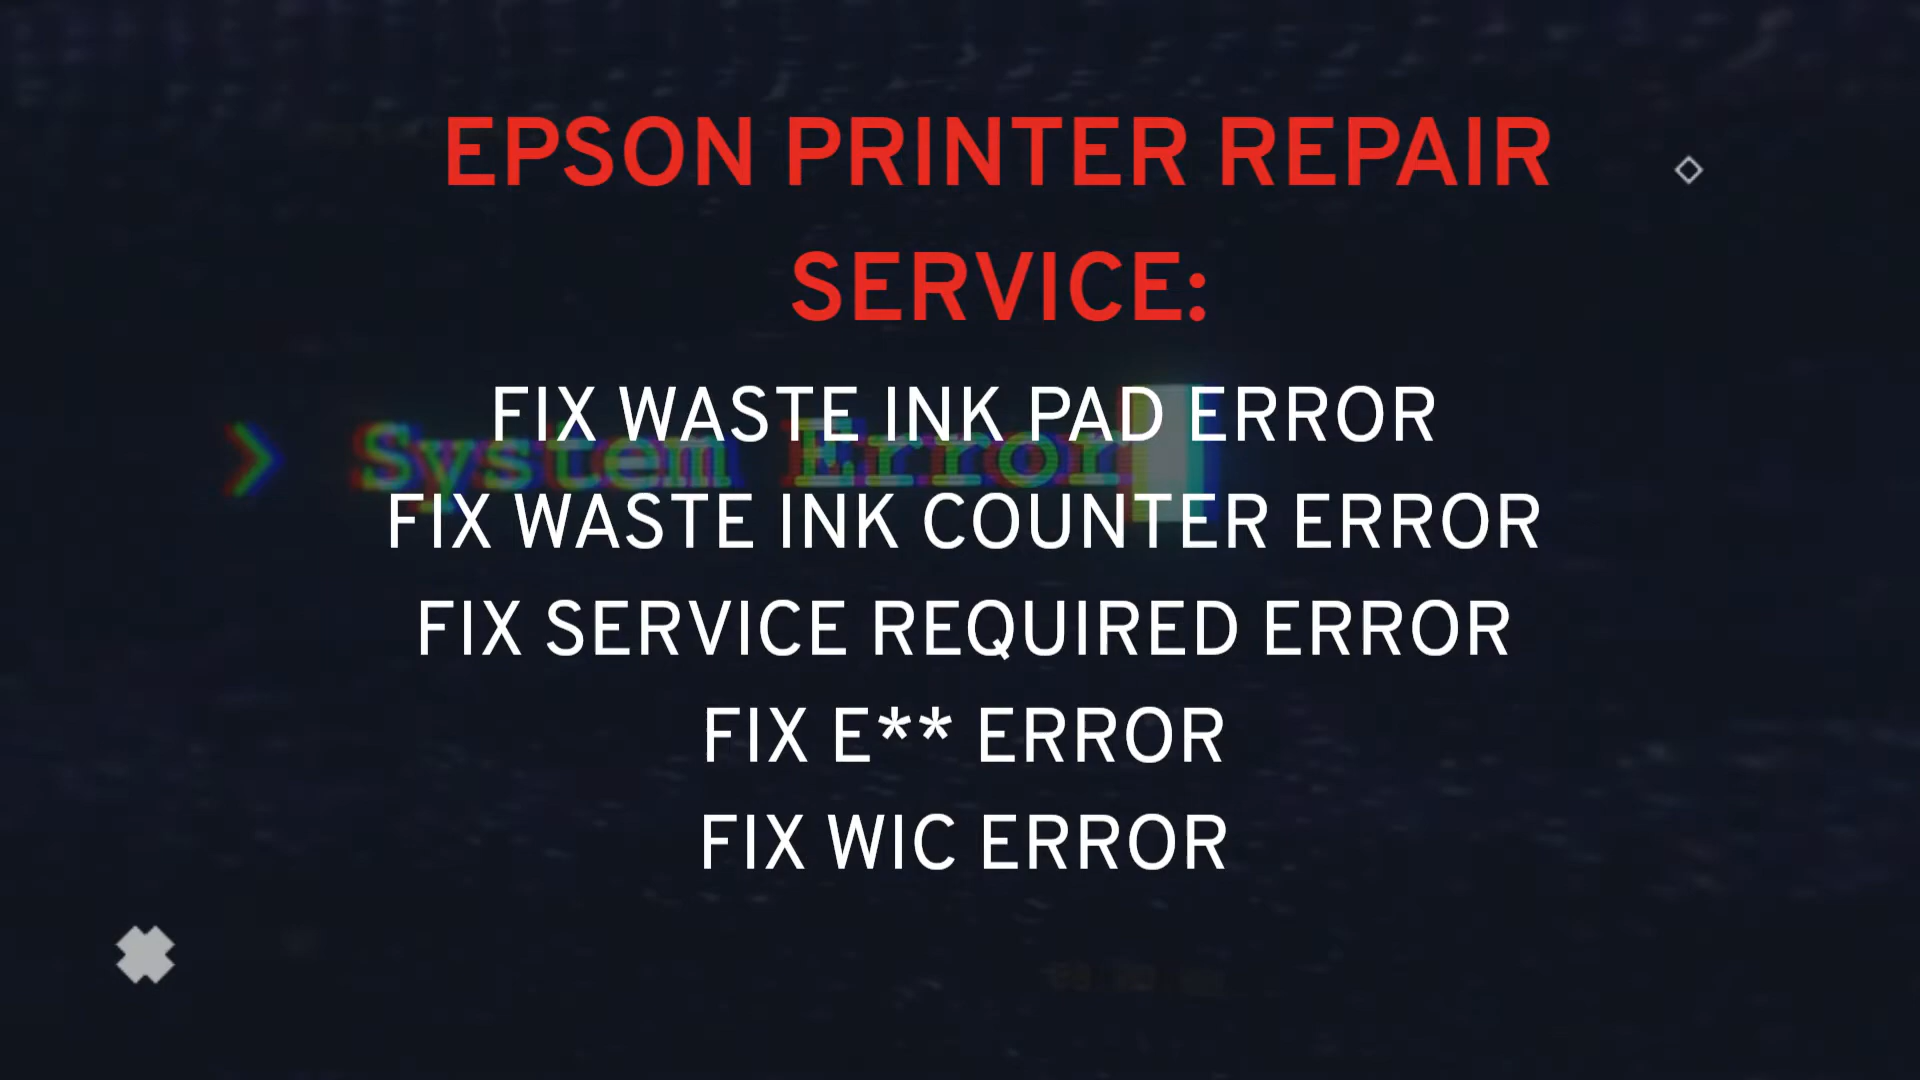 EPSON PRINTER REPAIR
SERVICE:
FIX WASTE INK PAD ERROR
> System Error
FIX WASTE INK COUNTER ERROR
FIX SERVICE REQUIRED ERROR
FIX E** ERROR
FIX WIC ERROR